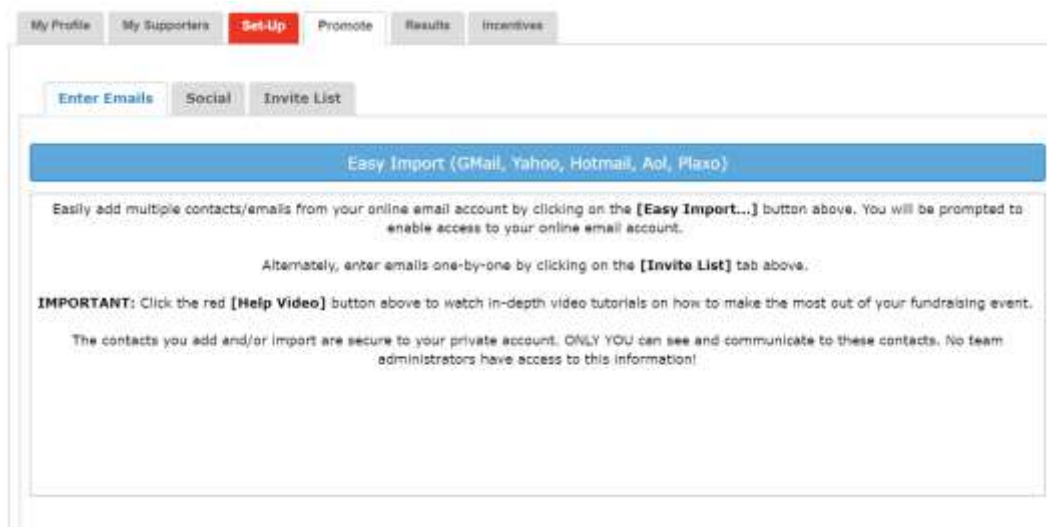 My Profile My Supporters Set-Up Promote Results Incentives
Enter Emails Social Invite List
Easy Import (GMail, Yahoo, Hotmail, Aol, Plaxo)
Easily add multiple contacts/emails from your online email account by clicking on the [Easy Import...] button above. You will be prompted to
enable access to your online email account.
Alternately, enter emails one-by-one by clicking on the [Invite List] tab above.
IMPORTANT: Click the red [Help Video] button above to watch in-depth video tutorials on how to make the most out of your fundraising event.
The contacts you add and/or import are secure to your private account. ONLY YOU can see and communicate to these contacts. No team
administrators have access to this information!